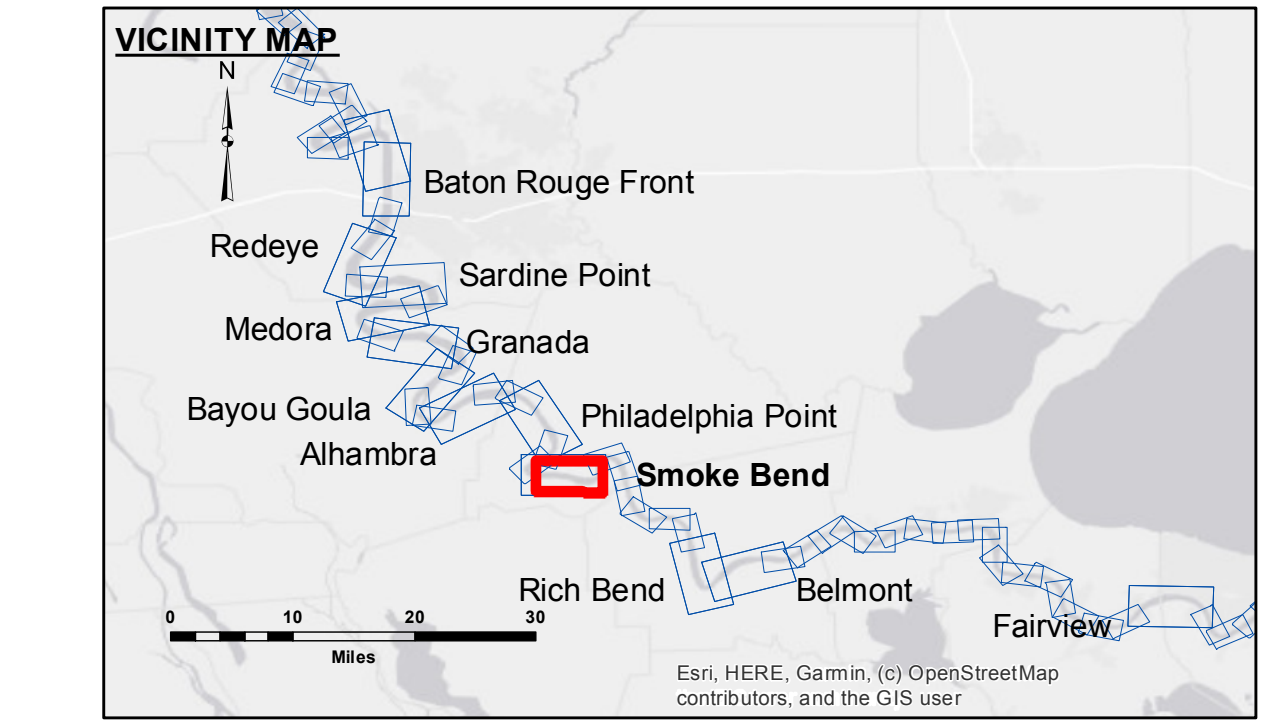 VICINITY MAP
N
Baton Rouge Front
Redeye
Sardine Point
Medora
Granada
Bayou Goula
Philadelphia Point
Alhambra
Smoke Bend
Rich Bend
Belmont
Fairview
0 10 20 30
Miles
Esri, HERE, Garmin, (c) OpenStreetMap
contributors, and the GIS user